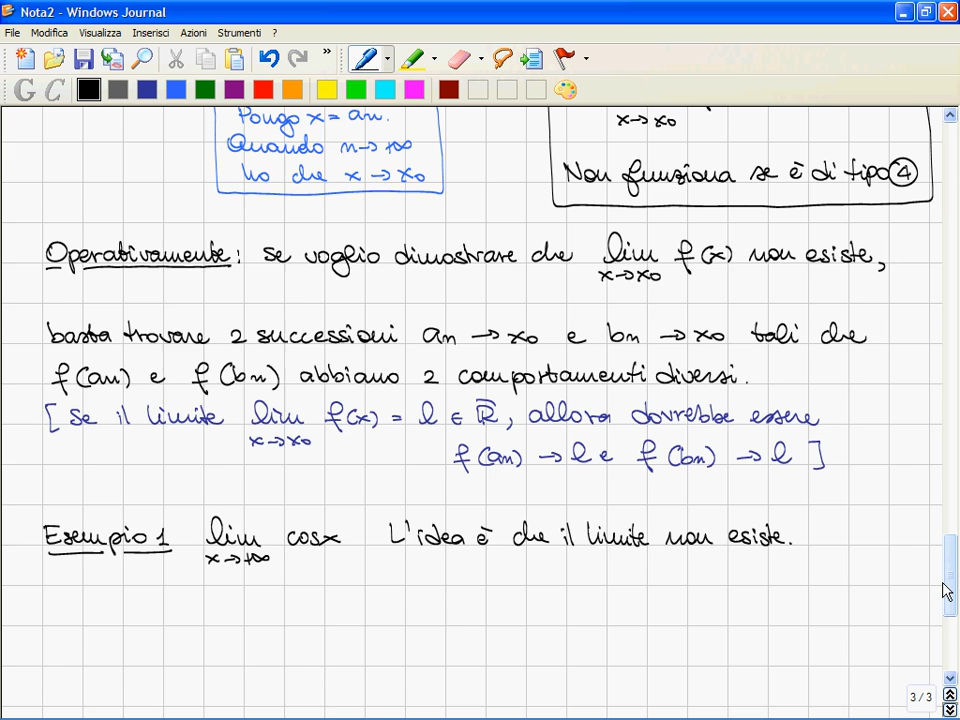 Nota2 - Windows Journal
File Modifica Visualizza Inserisci Azioni Strumenti ?
Pongo x = an.
Quando n → +∞
ho che x → x0
x → x0
Non funziona se è di tipo 4
Operativamente: se voglio dimostrare che lim x→x0 f(x) non esiste,
basta trovare 2 successioni an → x0 e bn → x0 tali che
f(an) e f(bn) abbiano 2 comportamenti diversi.
[Se il limite lim x→x0 f(x) = l ∈ R̄, allora dovrebbe essere
f(an) → l e f(bn) → l ]
Esempio 1 lim x→+∞ cosx L'idea è che il limite non esiste.
3 / 3